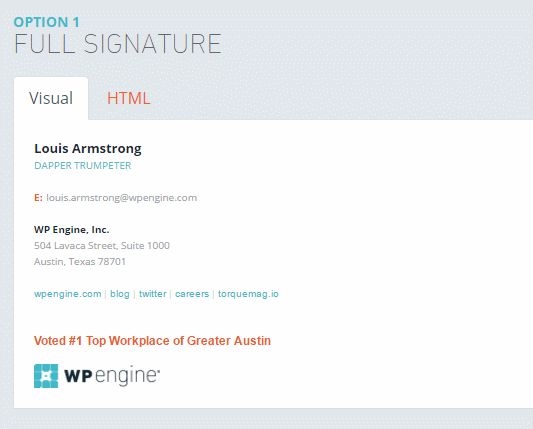 OPTION 1
FULL SIGNATURE
Visual HTML
Louis Armstrong
DAPPER TRUMPETER
E: louis.armstrong@wpengine.com
WP Engine, Inc.
504 Lavaca Street, Suite 1000
Austin, Texas 78701
wpengine.com | blog | twitter | careers | torquemag.io
Voted #1 Top Workplace of Greater Austin
WPengine